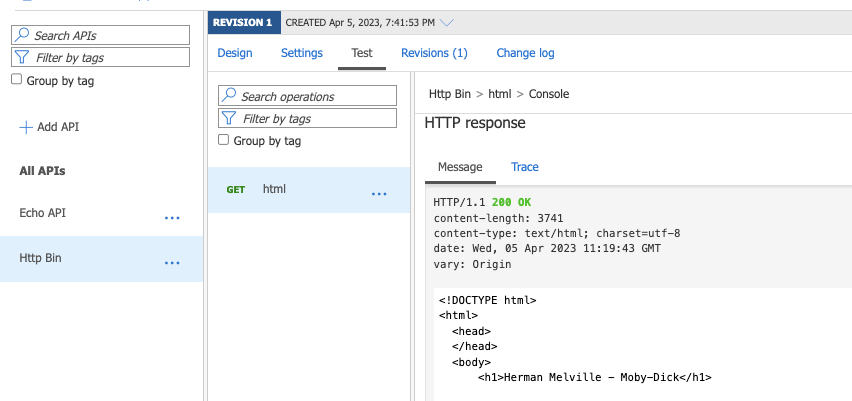 REVISION 1
CREATED Apr 5, 2023, 7:41:53 PM
Search APIs
Filter by tags
Group by tag
Add API
All APIs
Echo API
...
Http Bin
...
Design
Settings
Test
Revisions (1)
Change log
Search operations
Filter by tags
Group by tag
GET html ...
Http Bin > html > Console
HTTP response
Message
Trace
HTTP/1.1 200 OK
content-length: 3741
content-type: text/html; charset=utf-8
date: Wed, 05 Apr 2023 11:19:43 GMT
vary: Origin
<!DOCTYPE html>
<html>
<head>
</head>
<body>
<h1>Herman Melville - Moby-Dick</h1>